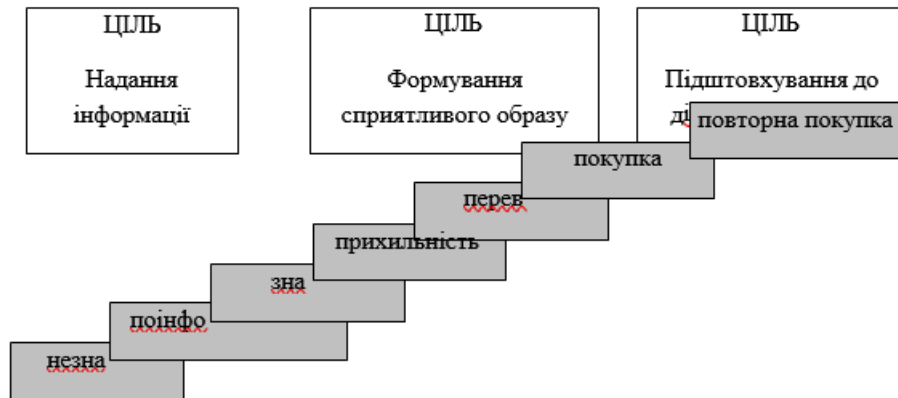 ЦІЛЬ
Надання
інформації
ЦІЛЬ
Формування
сприятливого образу
ЦІЛЬ
Підштовхування до
повторна покупка
покупка
перев
прихильність
зна
поінфо
незна